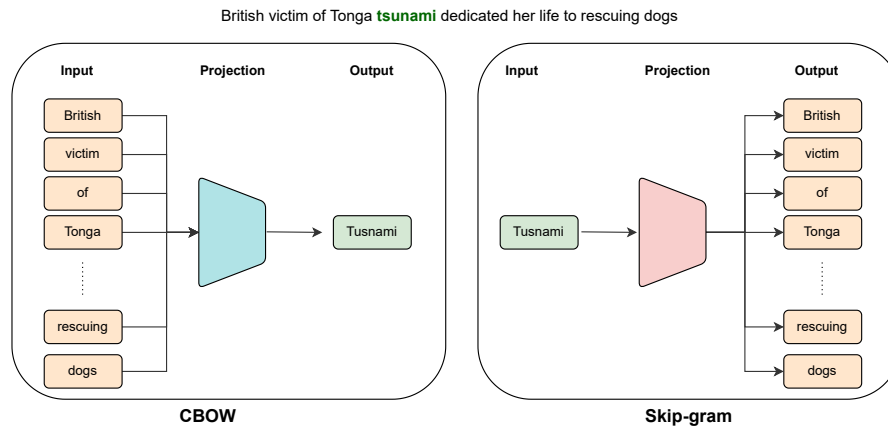 British victim of Tonga tsunami dedicated her life to rescuing dogs
Input Projection Output
British
victim
of
Tonga
rescuing
dogs
Tusnami
CBOW
Input Projection Output
Tusnami
British
victim
of
Tonga
rescuing
dogs
Skip-gram